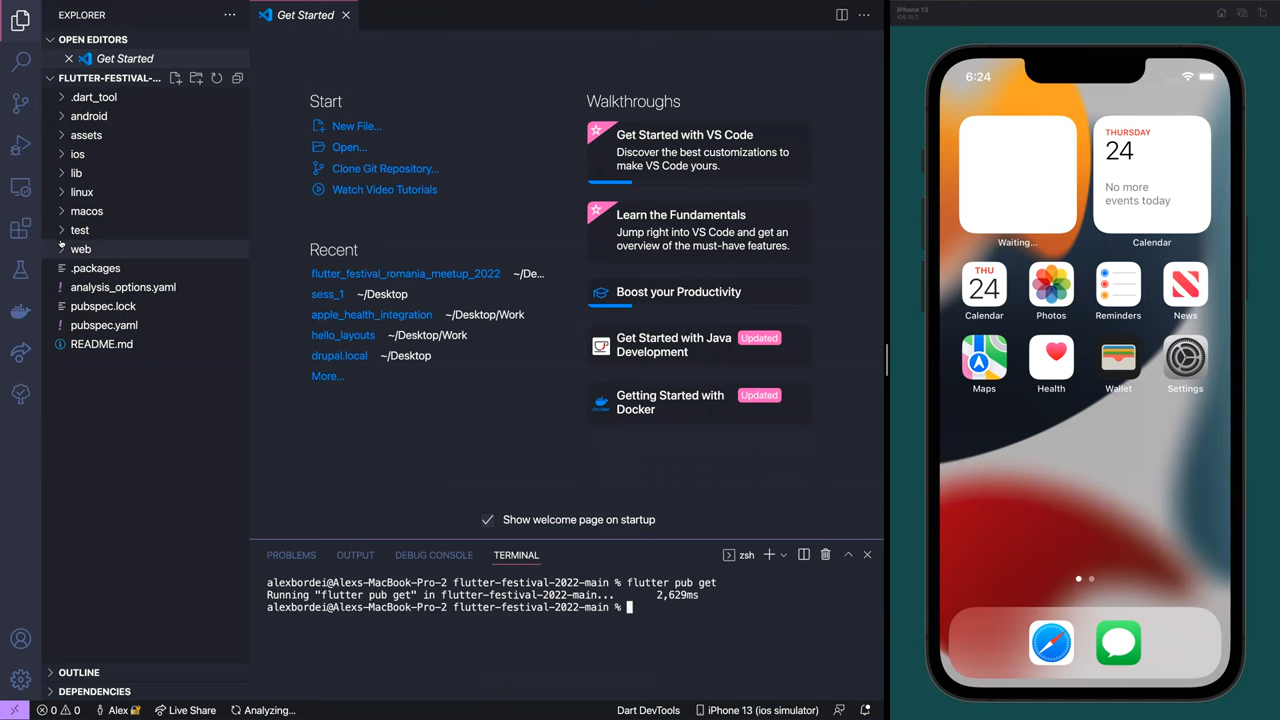 EXPLORER
OPEN EDITORS
Get Started
FLUTTER-FESTIVAL-...
.dart_tool
android
assets
ios
lib
linux
macos
test
web
.packages
analysis_options.yaml
pubspec.lock
pubspec.yaml
README.md
OUTLINE
DEPENDENCIES
Get Started
Start
New File...
Open...
Clone Git Repository...
Watch Video Tutorials
Recent
flutter_festival_romania_meetup_2022 ~/De...
sess_1 ~/Desktop
apple_health_integration ~/Desktop/Work
hello_layouts ~/Desktop/Work
drupal.local ~/Desktop
More...
Walkthroughs
Get Started with VS Code
Discover the best customizations to
make VS Code yours.
Learn the Fundamentals
Jump right into VS Code and get an
overview of the must-have features.
Boost your Productivity
Get Started with Java Updated
Development
Getting Started with Updated
Docker
Show welcome page on startup
PROBLEMS OUTPUT DEBUG CONSOLE TERMINAL zsh
alexbordei@Alexs-MacBook-Pro-2 flutter-festival-2022-main % flutter pub get
Running "flutter pub get" in flutter-festival-2022-main... 2,629ms
alexbordei@Alexs-MacBook-Pro-2 flutter-festival-2022-main %
0 0 Alex Live Share Analyzing... Dart DevTools iPhone 13 (ios simulator)
iPhone 13
iOS 15.2
6:24
THURSDAY
24
No more
events today
Waiting... Calendar
THU
24
Calendar Photos Reminders News
Maps Health Wallet Settings